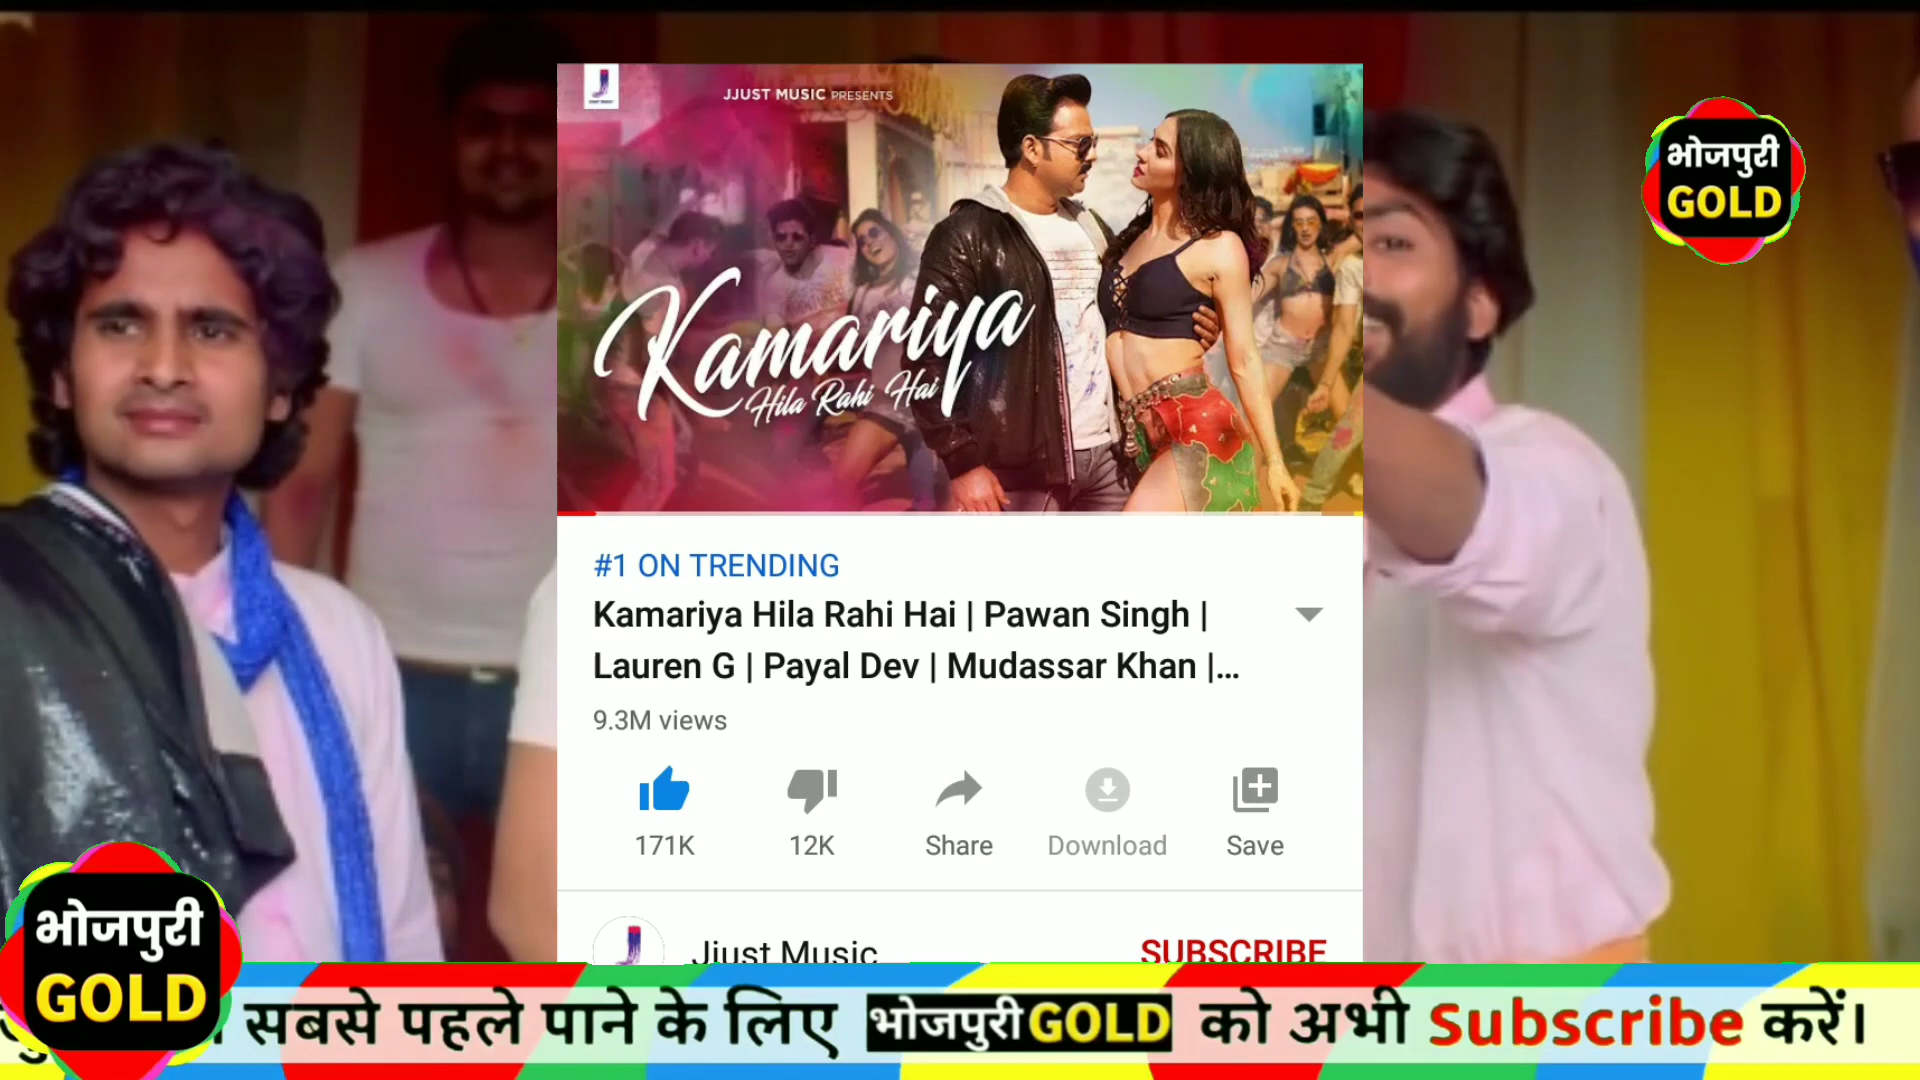 JJUST MUSIC PRESENTS
Kamariya
Hila Rahi Hai
भोजपुरी
GOLD
#1 ON TRENDING
Kamariya Hila Rahi Hai | Pawan Singh |
Lauren G | Payal Dev | Mudassar Khan |...
9.3M views
171K 12K Share Download Save
Jjust Music SUBSCRIBE
भोजपुरी
GOLD
सबसे पहले पाने के लिए भोजपुरी GOLD को अभी Subscribe करें।